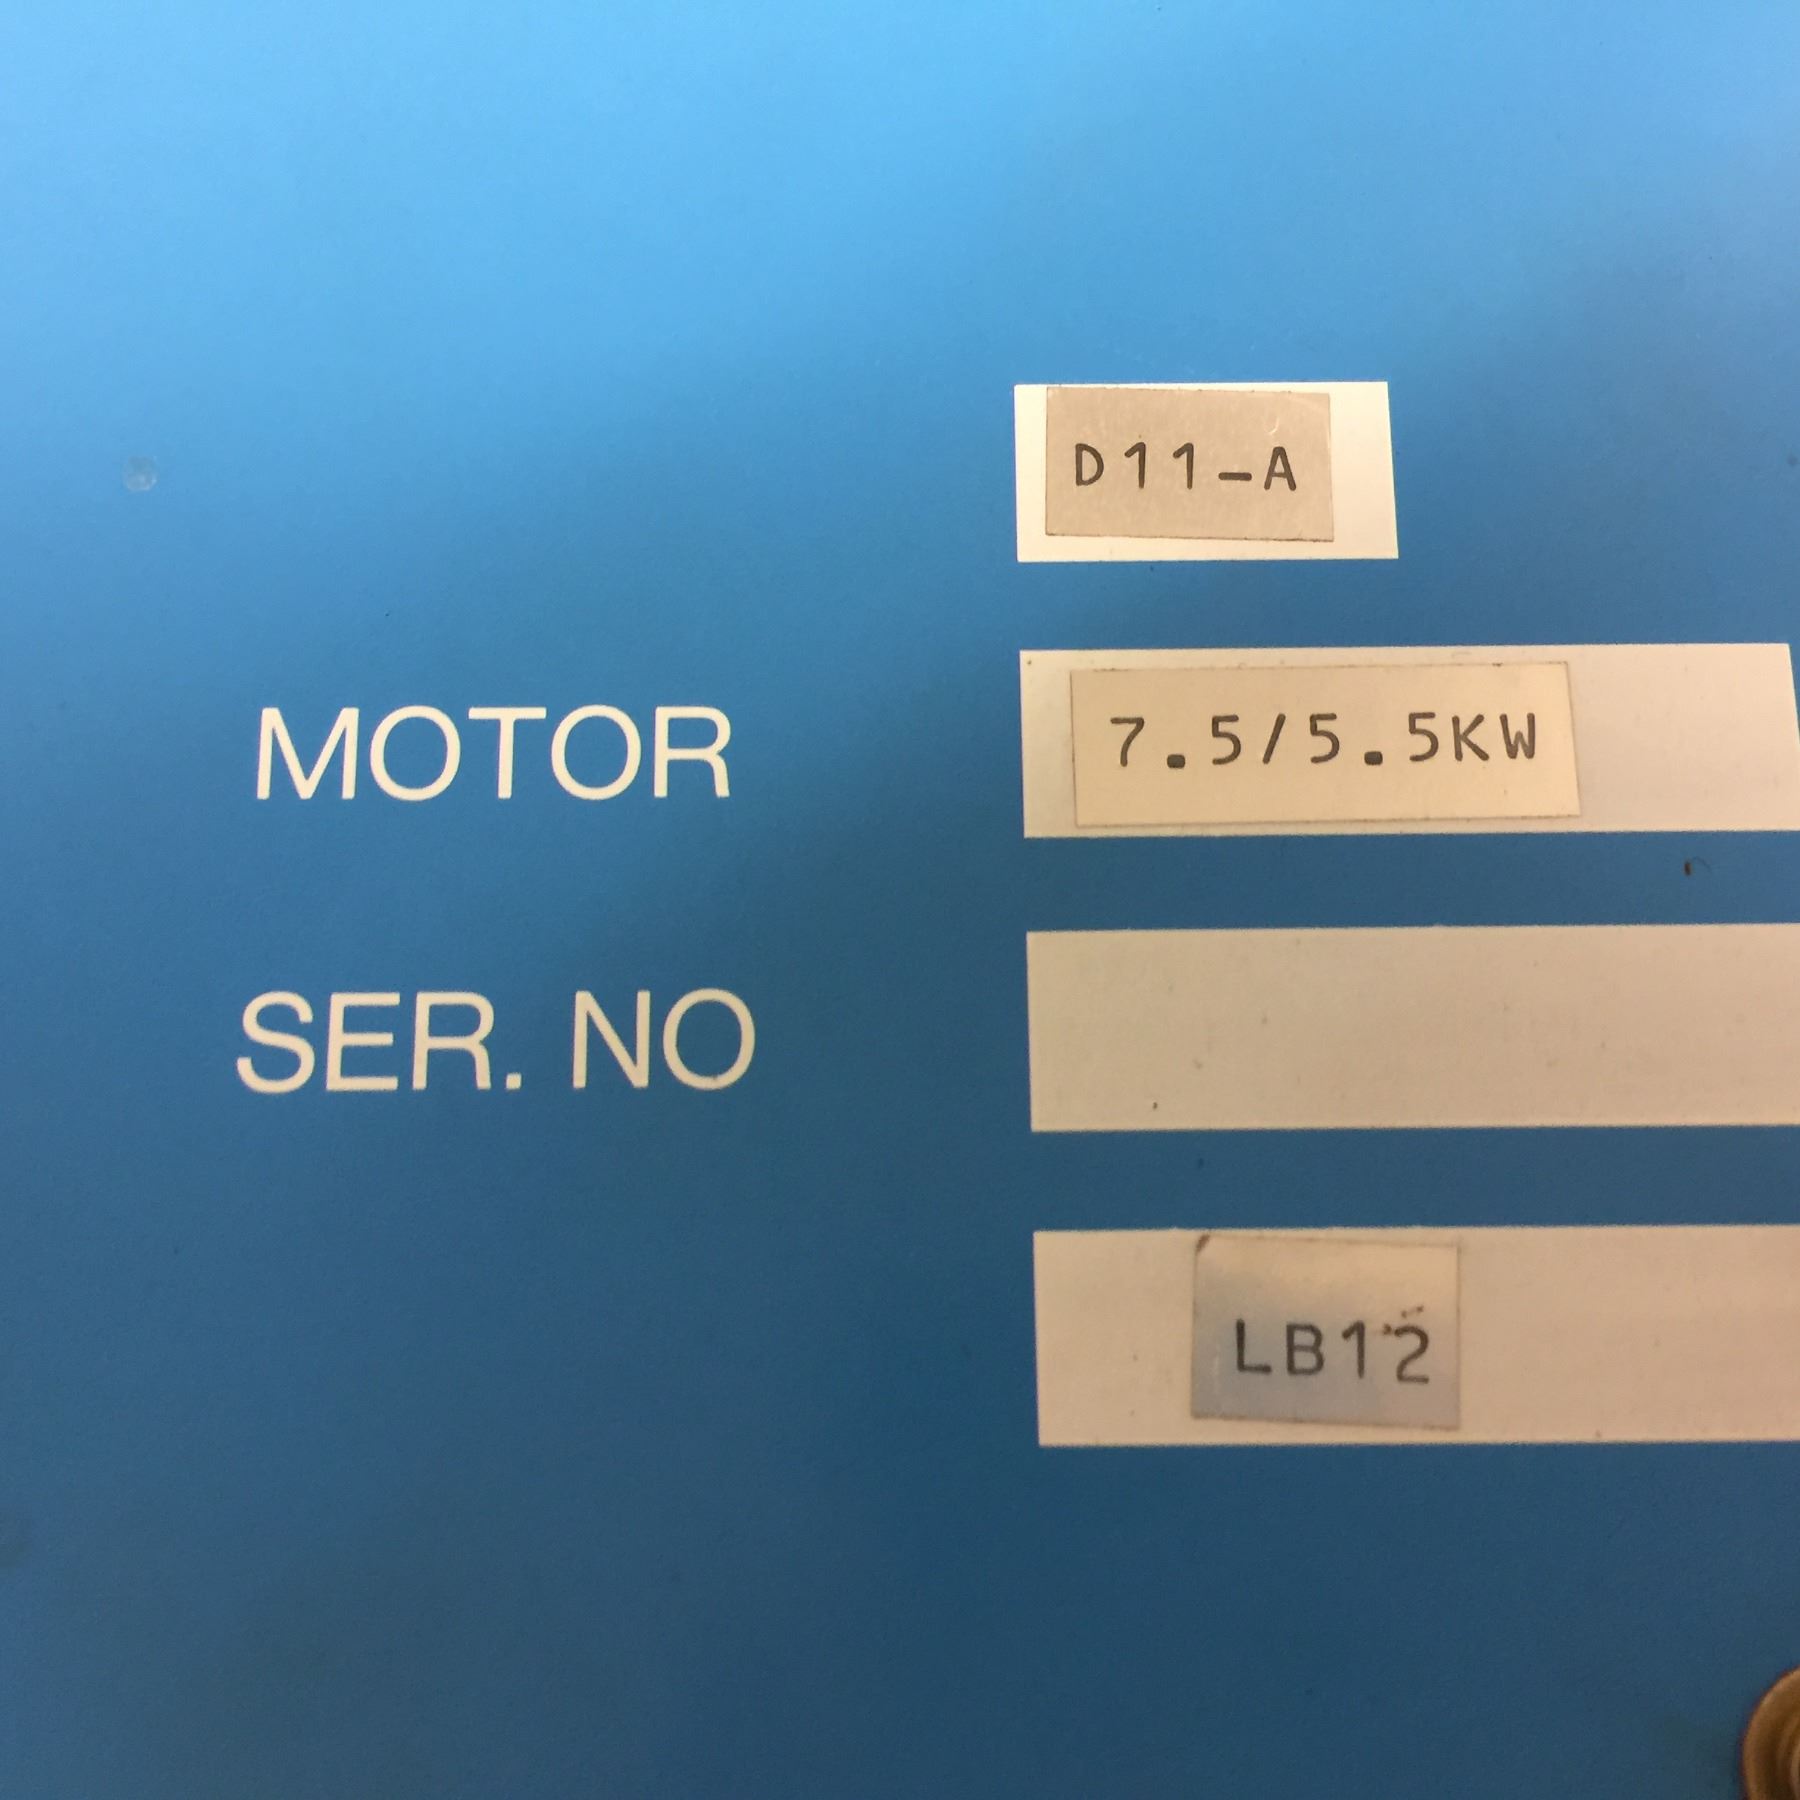 D11-A
MOTOR 7.5/5.5KW
SER. NO
LB12